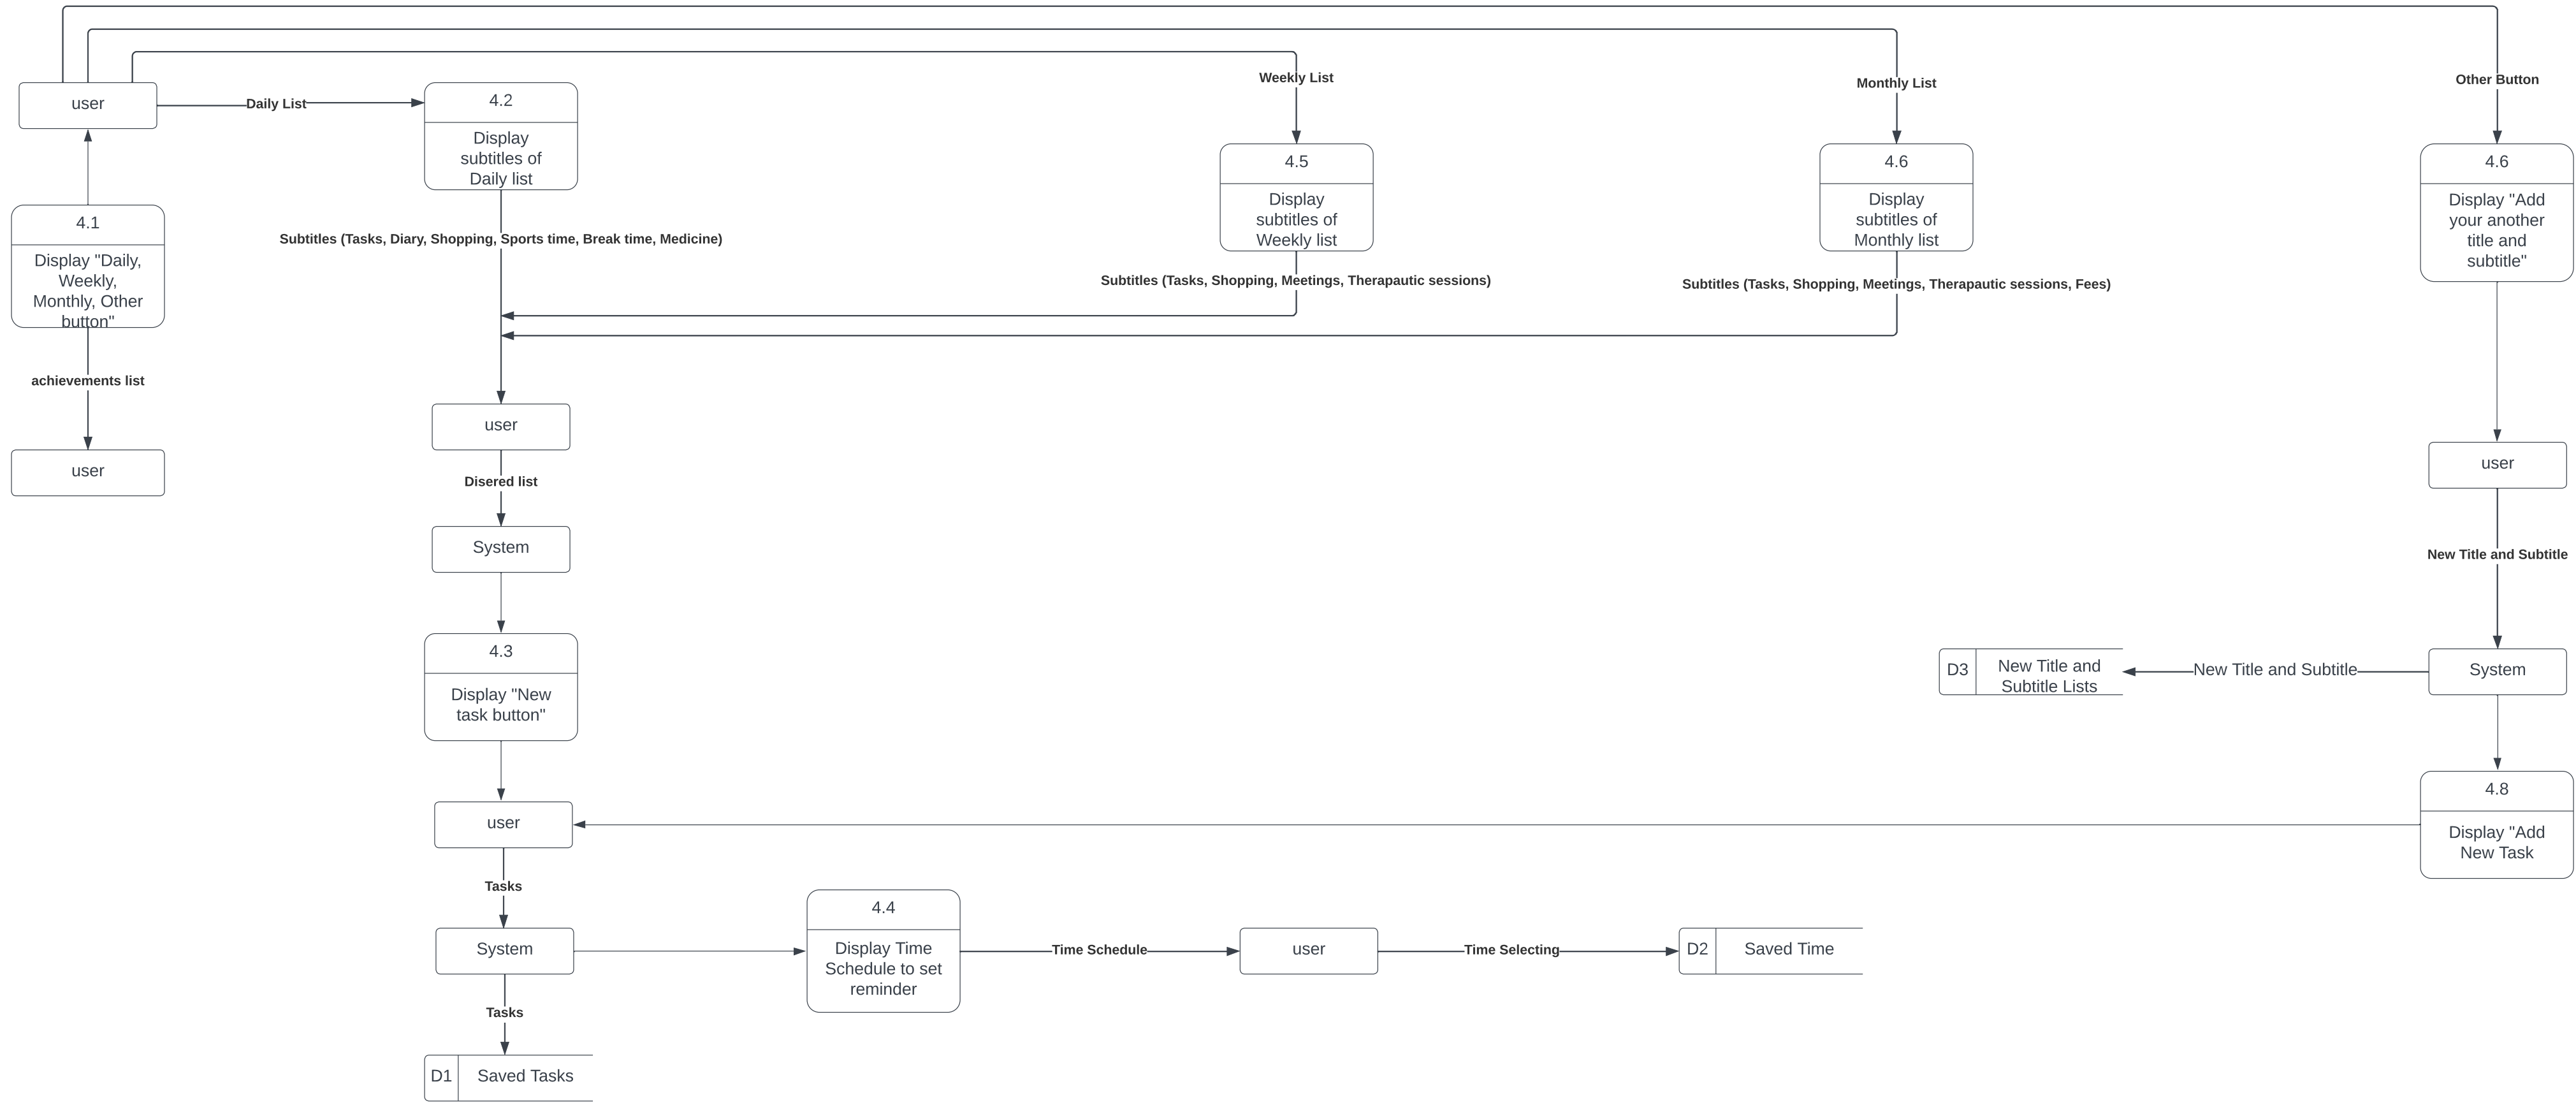 Weekly List
Monthly List
Other Button
user
Daily List
4.2
Display
subtitles of
Daily list
4.5
Display
subtitles of
Weekly list
4.6
Display
subtitles of
Monthly list
4.6
Display "Add
your another
title and
subtitle"
4.1
Display "Daily,
Weekly,
Monthly, Other
button"
Subtitles (Tasks, Diary, Shopping, Sports time, Break time, Medicine)
Subtitles (Tasks, Shopping, Meetings, Therapautic sessions)
Subtitles (Tasks, Shopping, Meetings, Therapautic sessions, Fees)
achievements list
user
user
user
Disered list
System
New Title and Subtitle
4.3
Display "New
task button"
D3
New Title and
Subtitle Lists
New Title and Subtitle
System
4.8
Display "Add
New Task
user
Tasks
System
4.4
Display Time
Schedule to set
reminder
Time Schedule
user
Time Selecting
D2
Saved Time
Tasks
D1
Saved Tasks